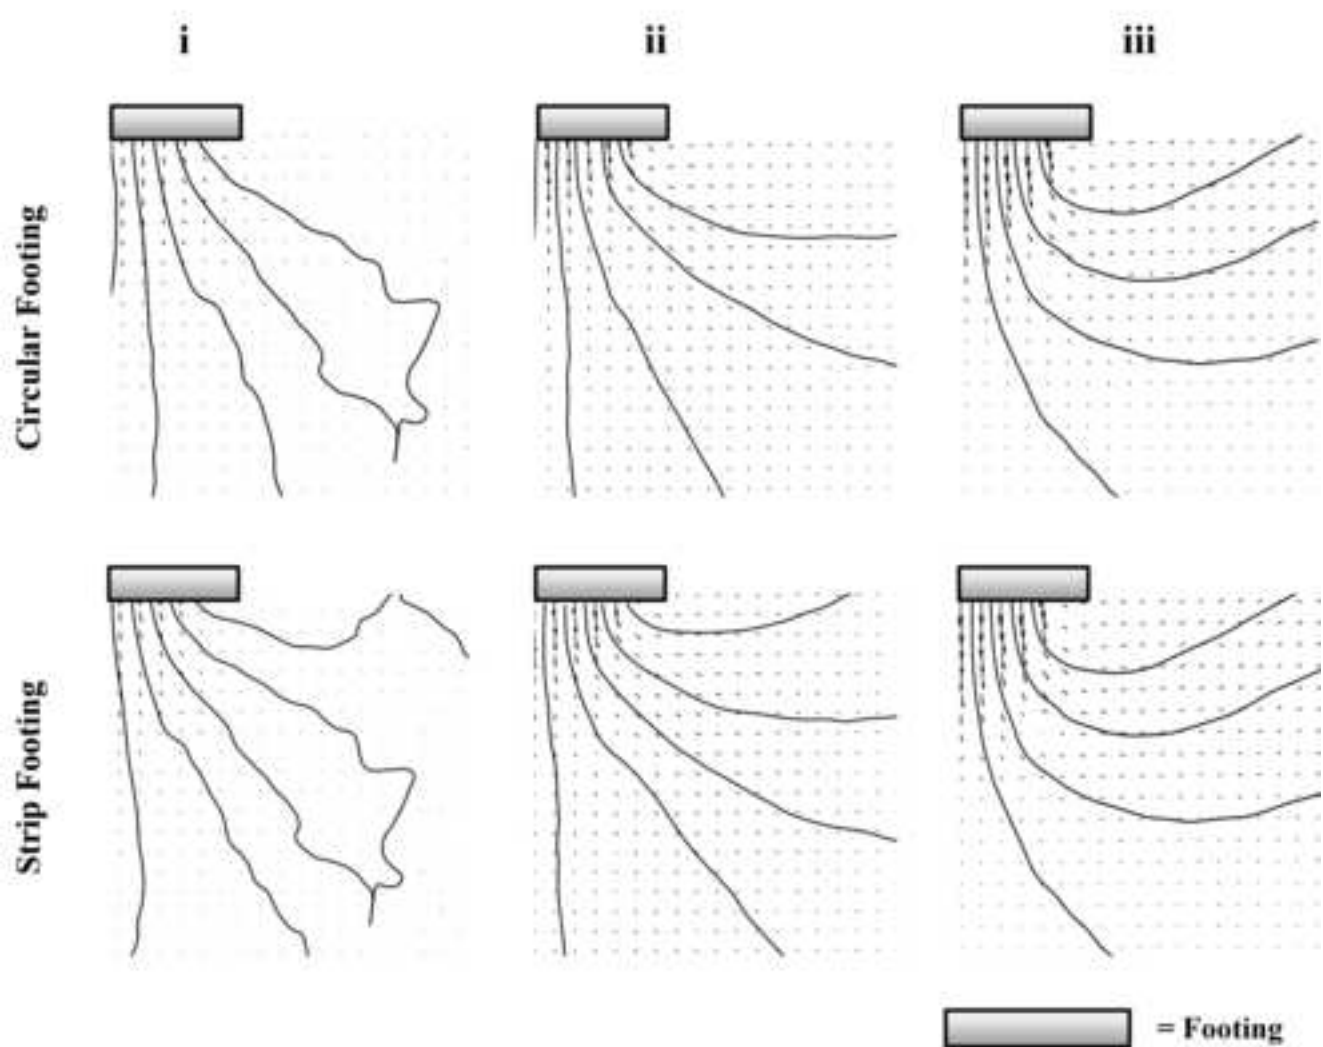 i
ii
iii
Circular Footing
Strip Footing
= Footing